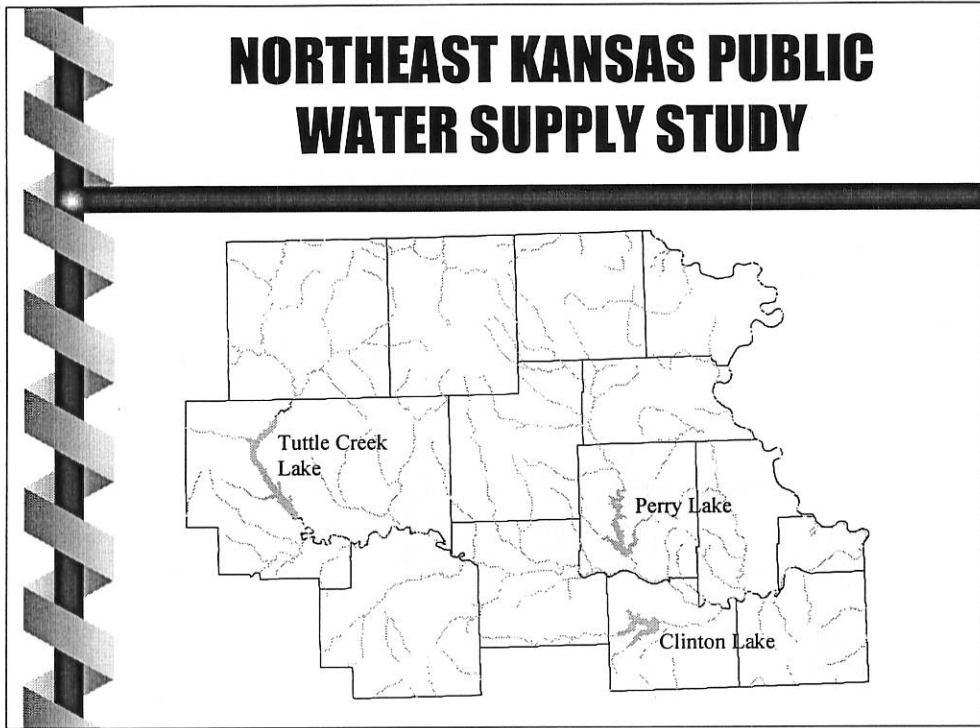 NORTHEAST KANSAS PUBLIC
WATER SUPPLY STUDY
Tuttle Creek
Lake
Perry Lake
Clinton Lake